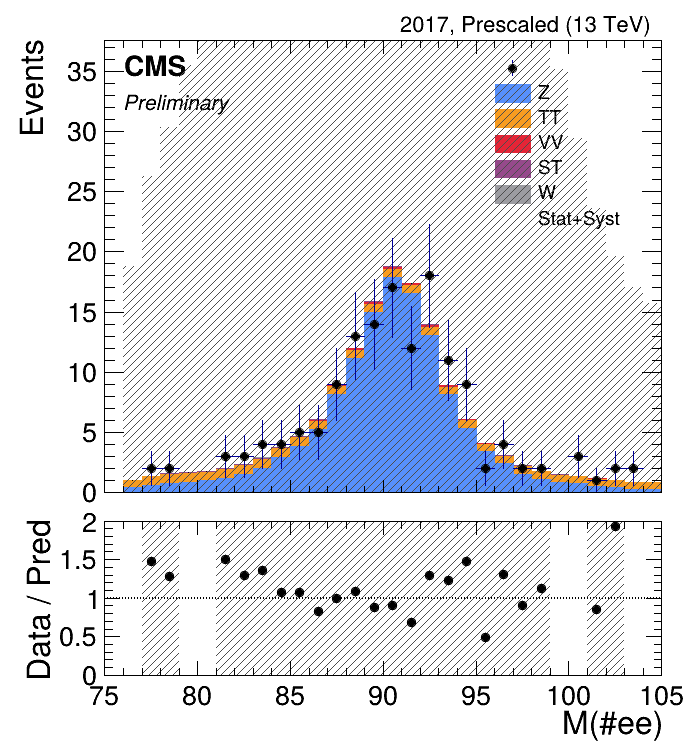 2017, Prescaled (13 TeV)
Events
CMS
Preliminary
Z
TT
VV
ST
W
Stat+Syst
35
30
25
20
15
10
5
0
Data / Pred
2
1.5
1
0.5
0
75 80 85 90 95 100 105
M(#ee)